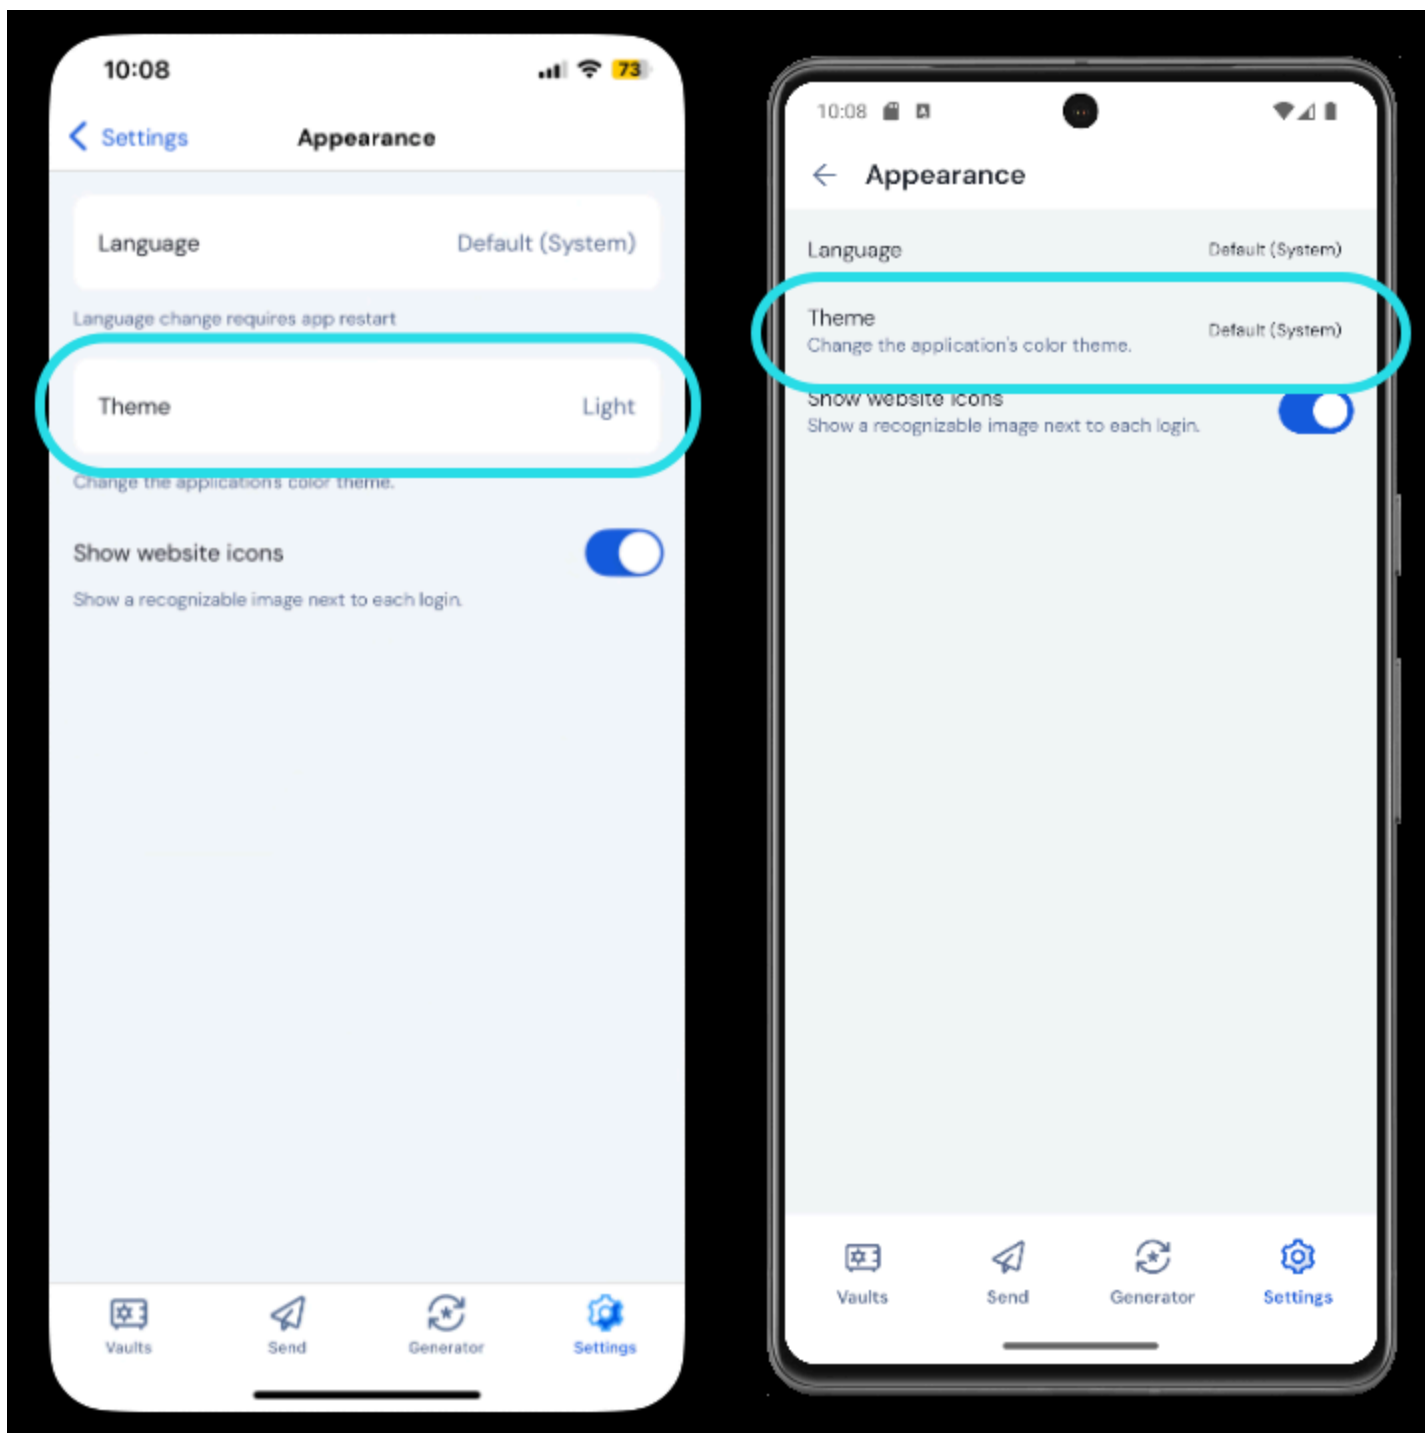 10:08
73
Settings
Appearance
Language
Default (System)
Language change requires app restart
Theme
Light
Change the application's color theme.
Show website icons
Show a recognizable image next to each login.
Vaults
Send
Generator
Settings
10:08
Appearance
Language
Default (System)
Theme
Change the application's color theme.
Default (System)
Show website icons
Show a recognizable image next to each login.
Vaults
Send
Generator
Settings